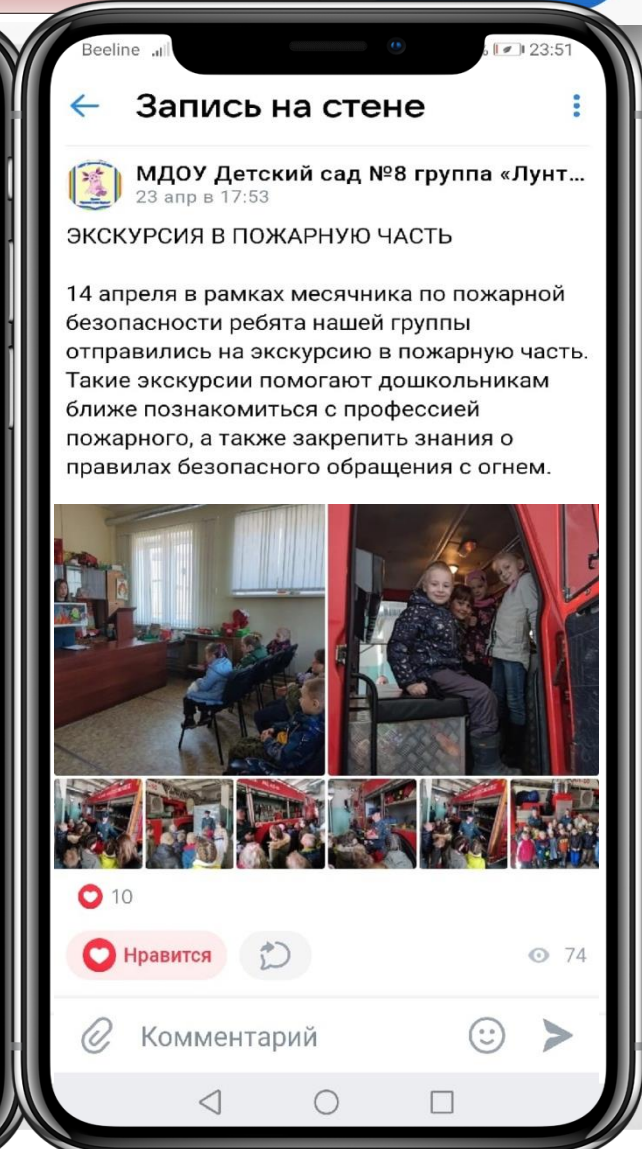 Beeline
23:51
Запись на стене
МДОУ Детский сад №8 группа «Лунт...
23 апр в 17:53
ЭКСКУРСИЯ В ПОЖАРНУЮ ЧАСТЬ
14 апреля в рамках месячника по пожарной
безопасности ребята нашей группы
отправились на экскурсию в пожарную часть.
Такие экскурсии помогают дошкольникам
ближе познакомиться с профессией
пожарного, а также закрепить знания о
правилах безопасного обращения с огнем.
10
Нравится
74
Комментарий